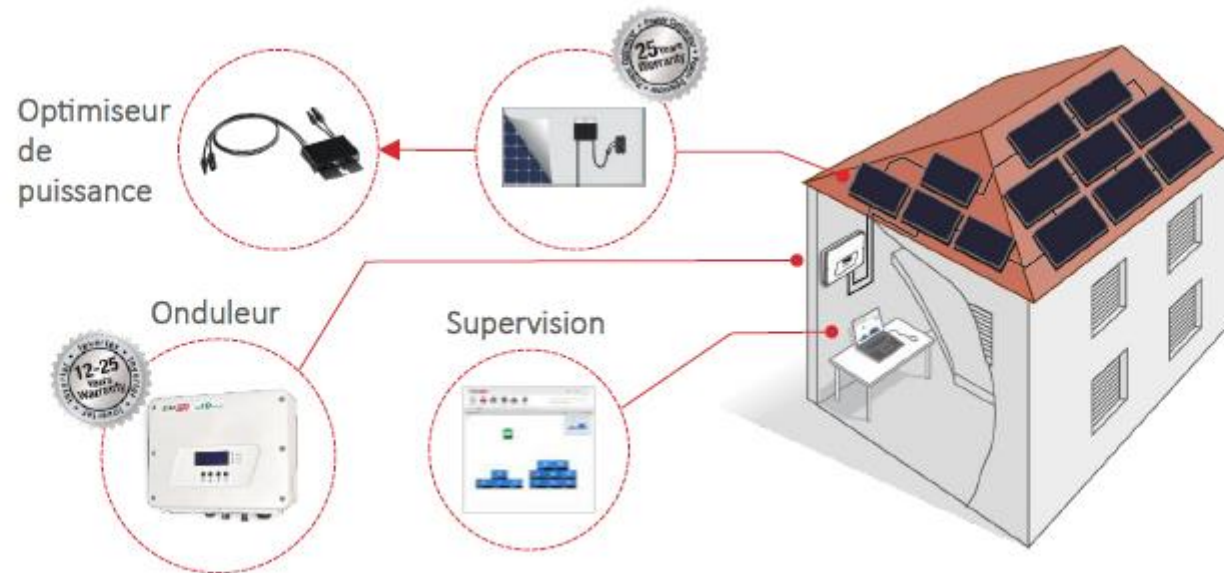 Optimiseur
de
puissance
25 Years
Warranty
Onduleur
12-25
Years
Warranty
Supervision